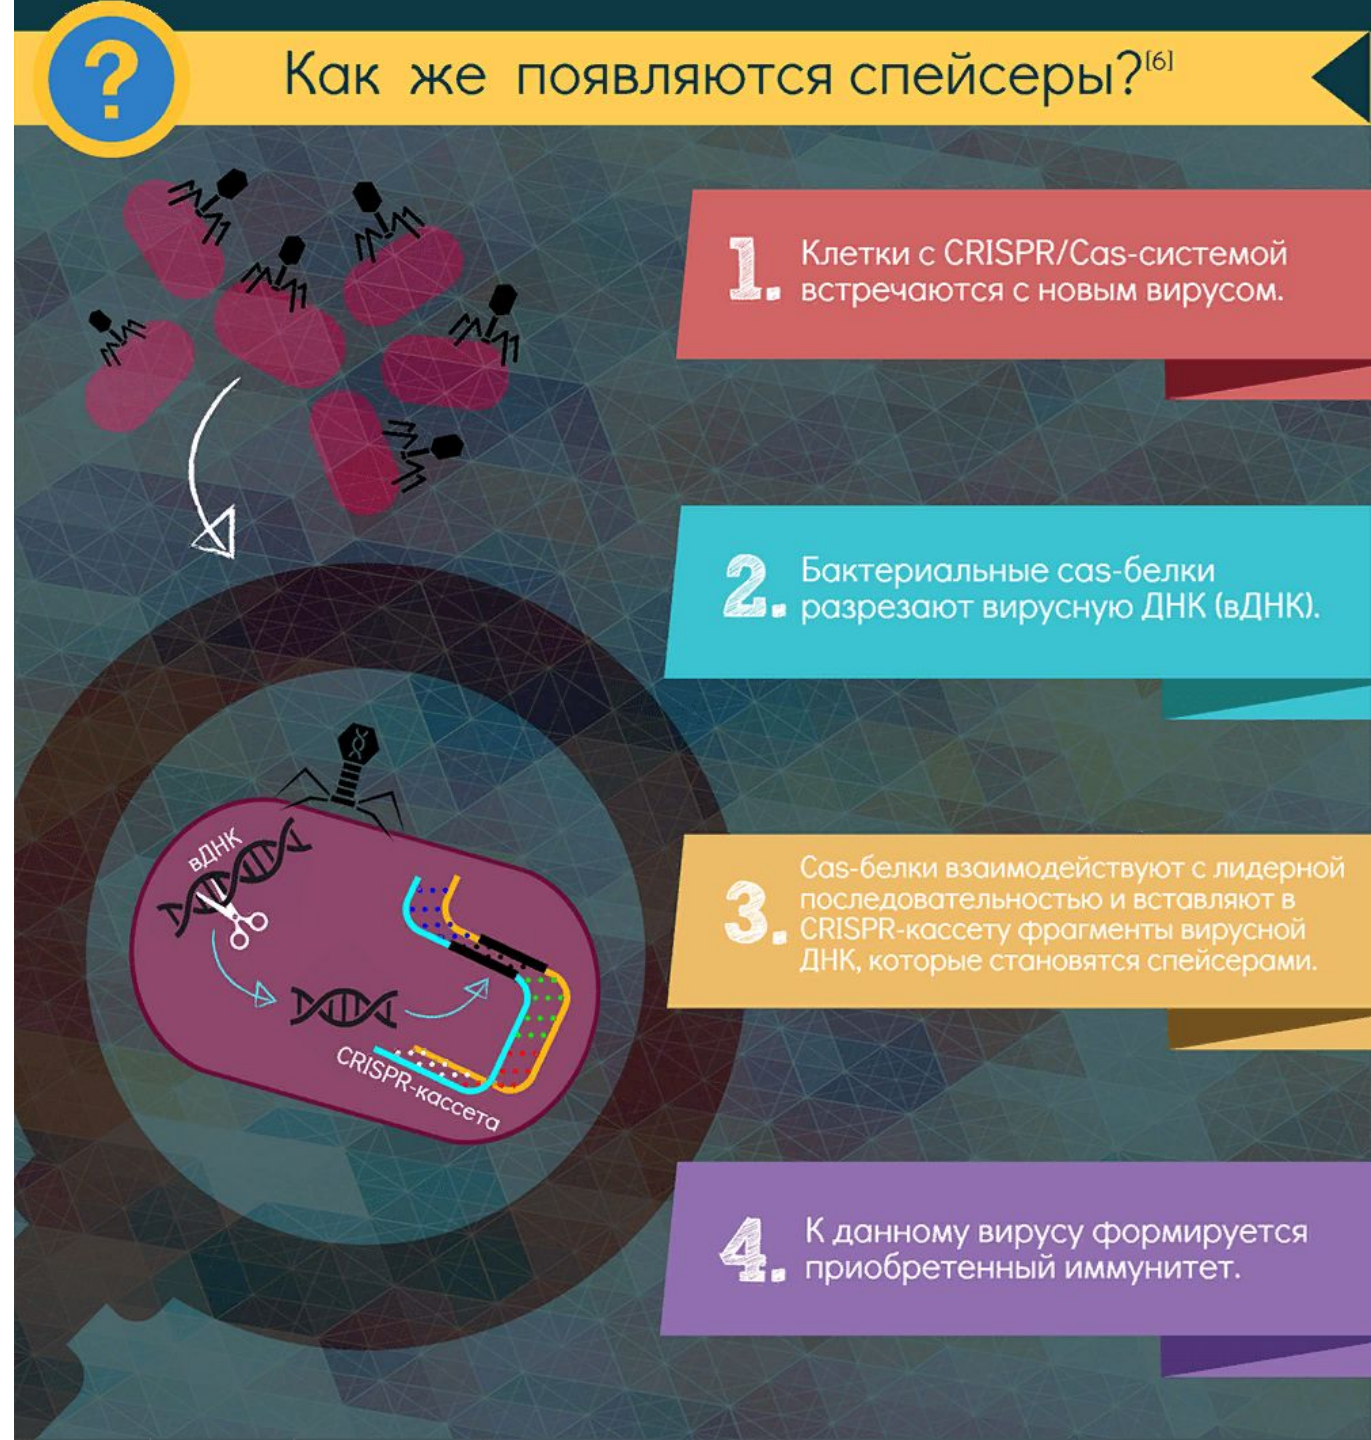 ?
Как же появляются спейсеры?[6]
1. Клетки с CRISPR/Cas-системой
встречаются с новым вирусом.
2. Бактериальные cas-белки
разрезают вирусную ДНК (вДНК).
вДНК
CRISPR-кассета
3. Cas-белки взаимодействуют с лидерной
последовательностью и вставляют в
CRISPR-кассету фрагменты вирусной
ДНК, которые становятся спейсерами.
4. К данному вирусу формируется
приобретенный иммунитет.